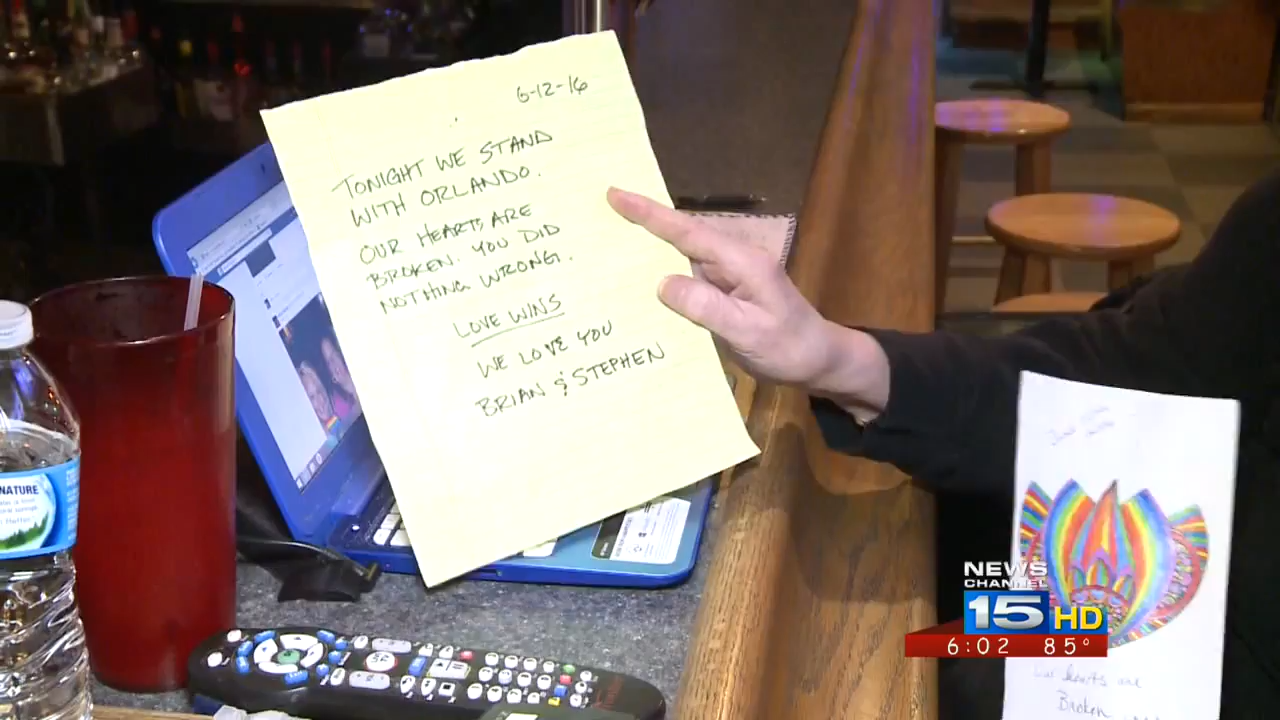 6-12-16
TONIGHT WE STAND
WITH ORLANDO.
OUR HEARTS ARE
BROKEN. YOU DID
NOTHING WRONG.
LOVE WINS
WE LOVE YOU
BRIAN & STEPHEN
NATURE
NEWS
CHANNEL
15 HD
6:02 85°
Our hearts are
Broken